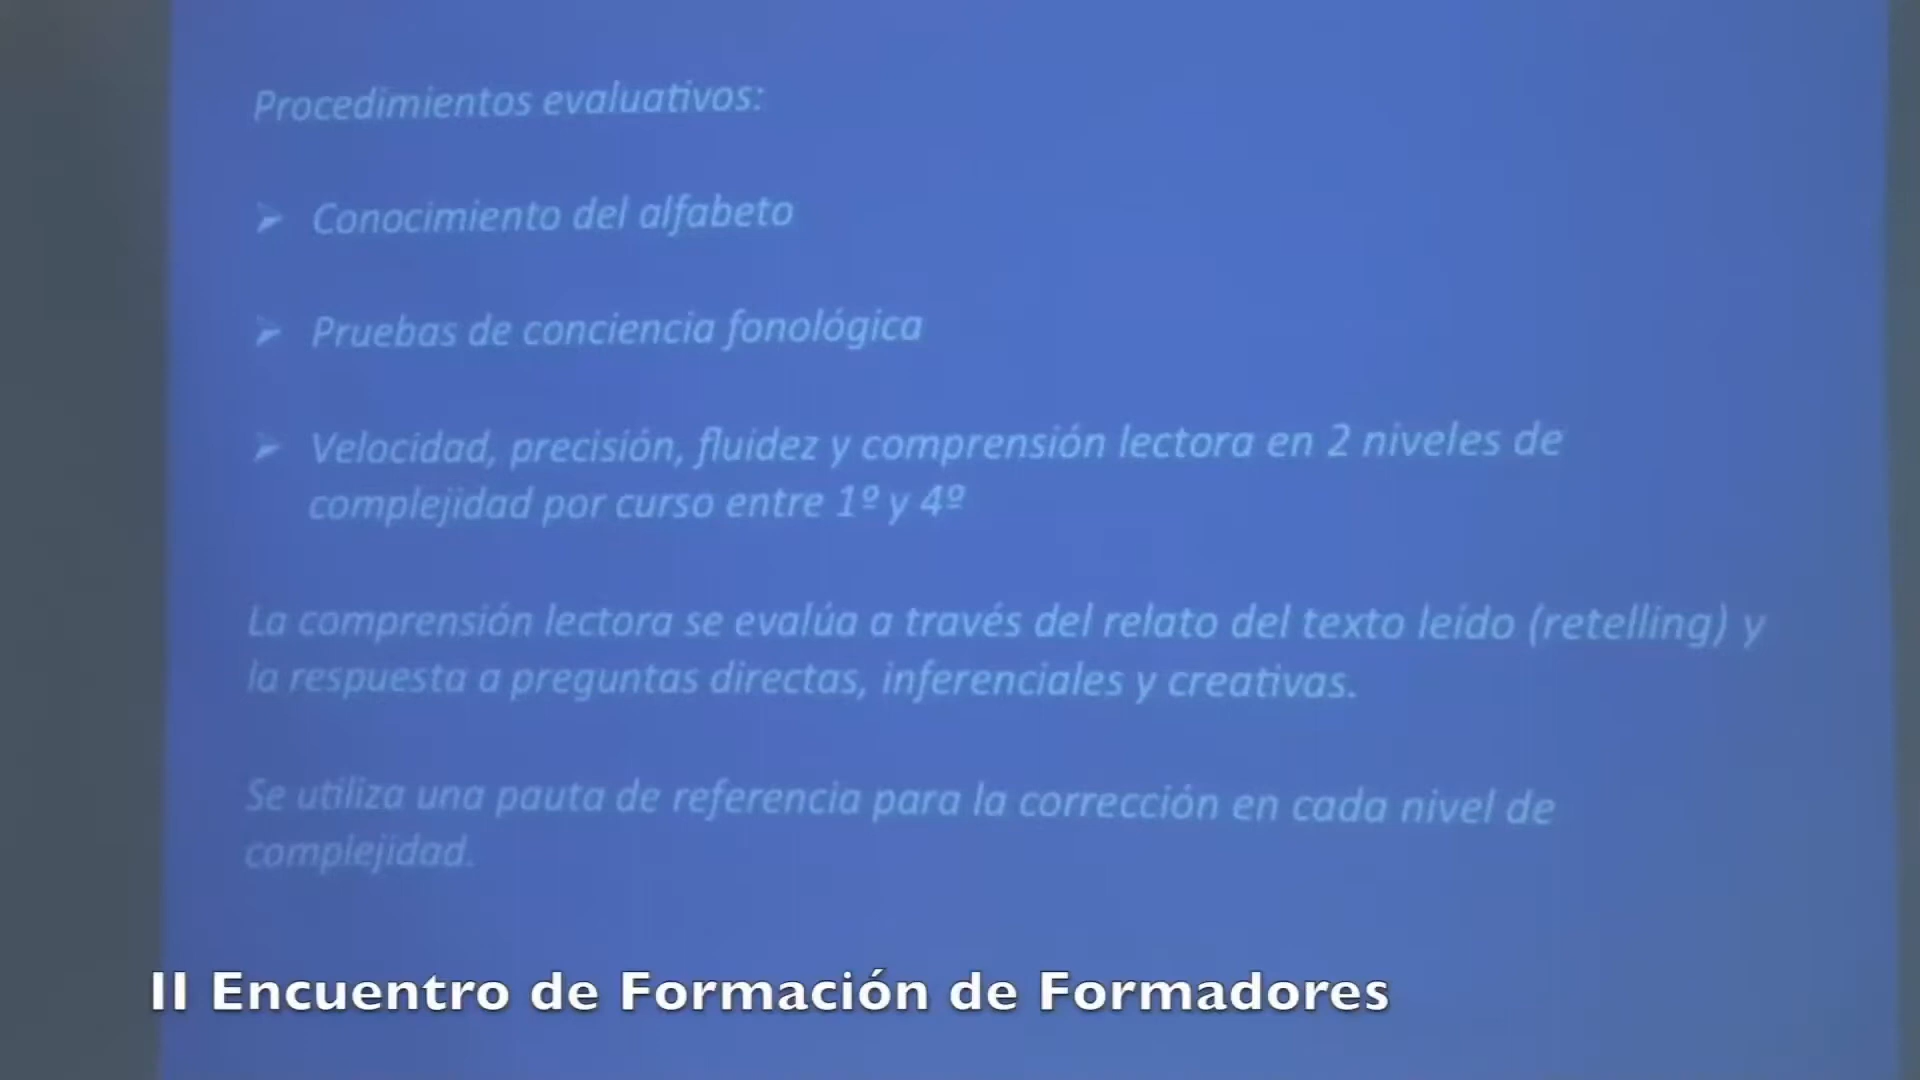 Procedimientos evaluativos:
➢ Conocimiento del alfabeto
➢ Pruebas de conciencia fonológica
➢ Velocidad, precisión, fluidez y comprensión lectora en 2 niveles de
complejidad por curso entre 1º y 4º
La comprensión lectora se evalúa a través del relato del texto leído (retelling) y
la respuesta a preguntas directas, inferenciales y creativas.
Se utiliza una pauta de referencia para la corrección en cada nivel de
complejidad.
II Encuentro de Formación de Formadores